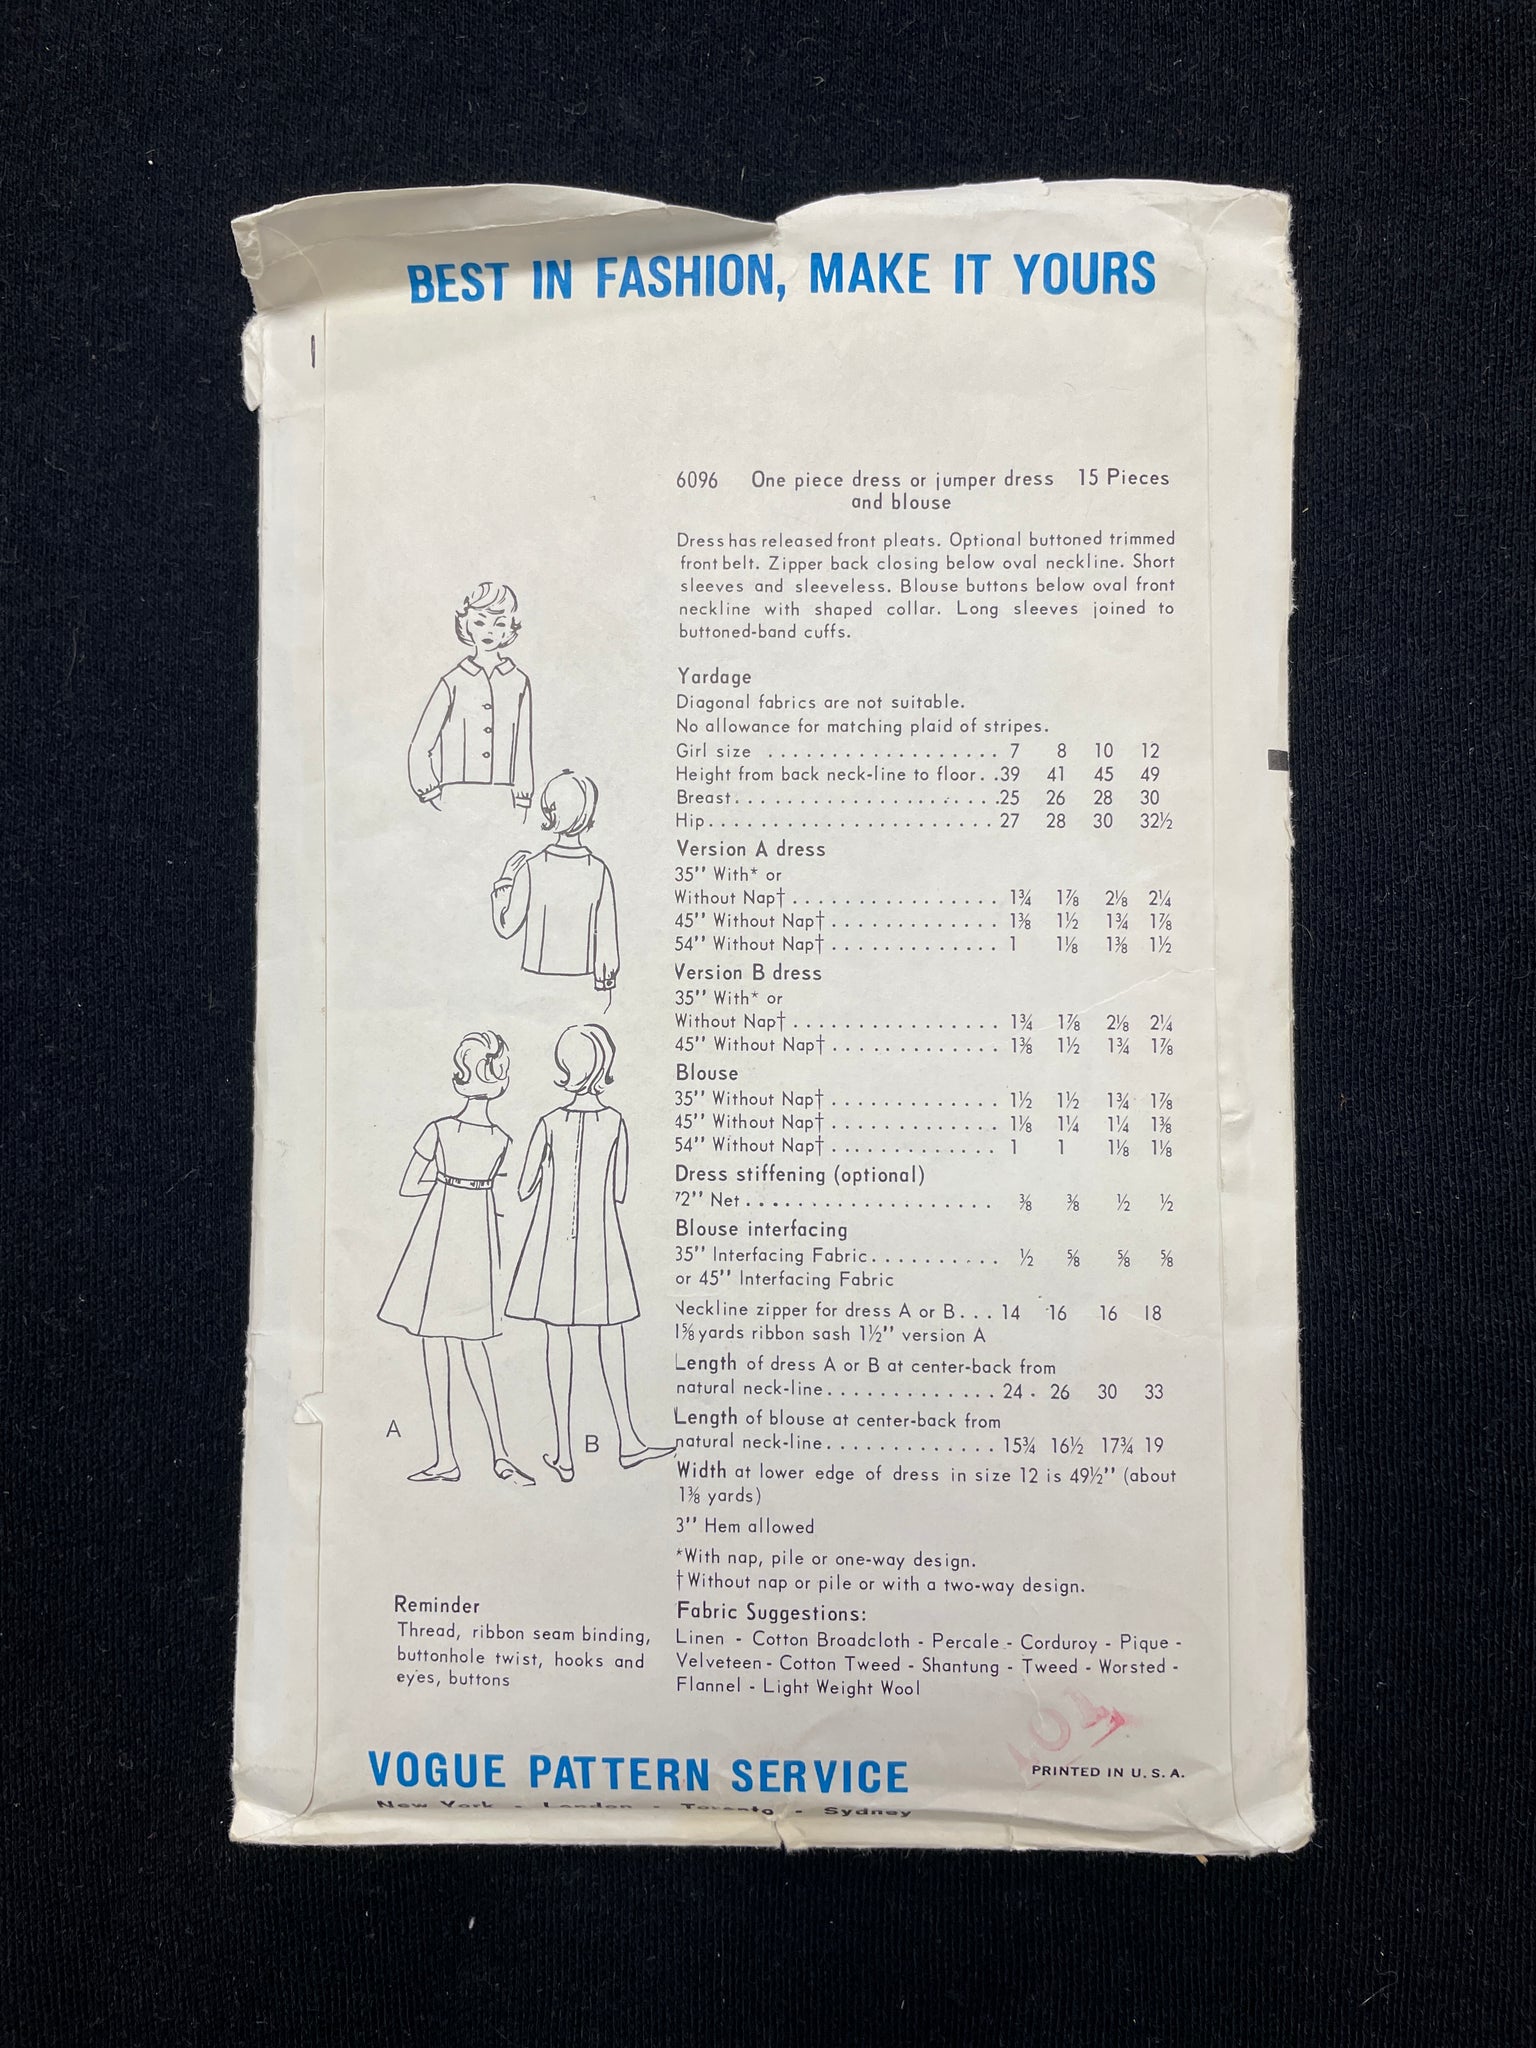 BEST IN FASHION, MAKE IT YOURS
6096 One piece dress or jumper dress 15 Pieces
and blouse
Dress has released front pleats. Optional buttoned trimmed
front belt. Zipper back closing below oval neckline. Short
sleeves and sleeveless. Blouse buttons below oval front
neckline with shaped collar. Long sleeves joined to
buttoned-band cuffs.
Yardage
Diagonal fabrics are not suitable.
No allowance for matching plaid of stripes.
Girl size . . . . . . . . . . . . . . . . . . . 7 8 10 12
Height from back neck-line to floor. . .39 41 45 49
Breast. . . . . . . . . . . . . . . . . . . . .25 26 28 30
Hip. . . . . . . . . . . . . . . . . . . . . . . 27 28 30 32½
Version A dress
35'' With* or
Without Nap† . . . . . . . . . . . . . . . . . 1¾ 1⅞ 2⅛ 2¼
45'' Without Nap† . . . . . . . . . . . . . . 1⅜ 1½ 1¾ 1⅞
54'' Without Nap† . . . . . . . . . . . . . . 1 1⅛ 1⅜ 1½
Version B dress
35'' With* or
Without Nap† . . . . . . . . . . . . . . . . . 1¾ 1⅞ 2⅛ 2¼
45'' Without Nap† . . . . . . . . . . . . . . 1⅜ 1½ 1¾ 1⅞
Blouse
35'' Without Nap† . . . . . . . . . . . . . . 1½ 1½ 1¾ 1⅞
45'' Without Nap† . . . . . . . . . . . . . . 1⅛ 1¼ 1¼ 1⅜
54'' Without Nap† . . . . . . . . . . . . . . 1 1 1⅛ 1⅛
Dress stiffening (optional)
72'' Net . . . . . . . . . . . . . . . . . . . . ⅜ ⅜ ½ ½
Blouse interfacing
35'' Interfacing Fabric. . . . . . . . . . . ½ ⅝ ⅝ ⅝
or 45'' Interfacing Fabric
Neckline zipper for dress A or B. . . 14 16 16 18
1⅝ yards ribbon sash 1½'' version A
Length of dress A or B at center-back from
natural neck-line. . . . . . . . . . . . . . 24 26 30 33
Length of blouse at center-back from
natural neck-line. . . . . . . . . . . . . . 15¾ 16½ 17¾ 19
Width at lower edge of dress in size 12 is 49½'' (about
1⅜ yards)
3'' Hem allowed
*With nap, pile or one-way design.
†Without nap or pile or with a two-way design.
Fabric Suggestions:
Linen - Cotton Broadcloth - Percale - Corduroy - Pique -
Velveteen - Cotton Tweed - Shantung - Tweed - Worsted -
Flannel - Light Weight Wool
A
B
Reminder
Thread, ribbon seam binding,
buttonhole twist, hooks and
eyes, buttons
VOGUE PATTERN SERVICE
PRINTED IN U. S. A.
New York - London - Toronto - Sydney